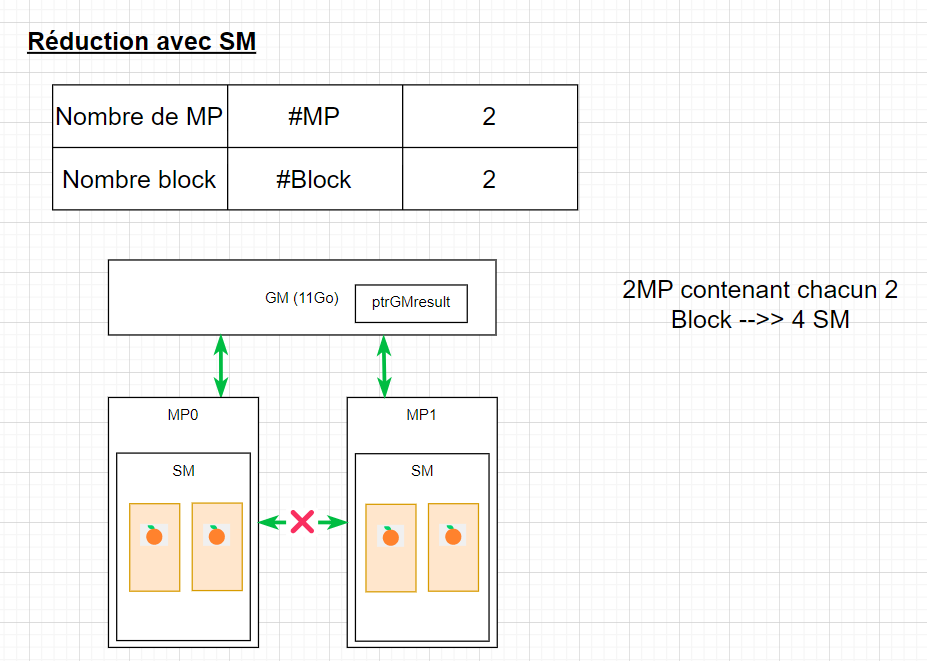 Réduction avec SM
Nombre de MP #MP 2
Nombre block #Block 2
GM (11Go) ptrGMresult
2MP contenant chacun 2
Block -->> 4 SM
MP0 MP1
SM SM